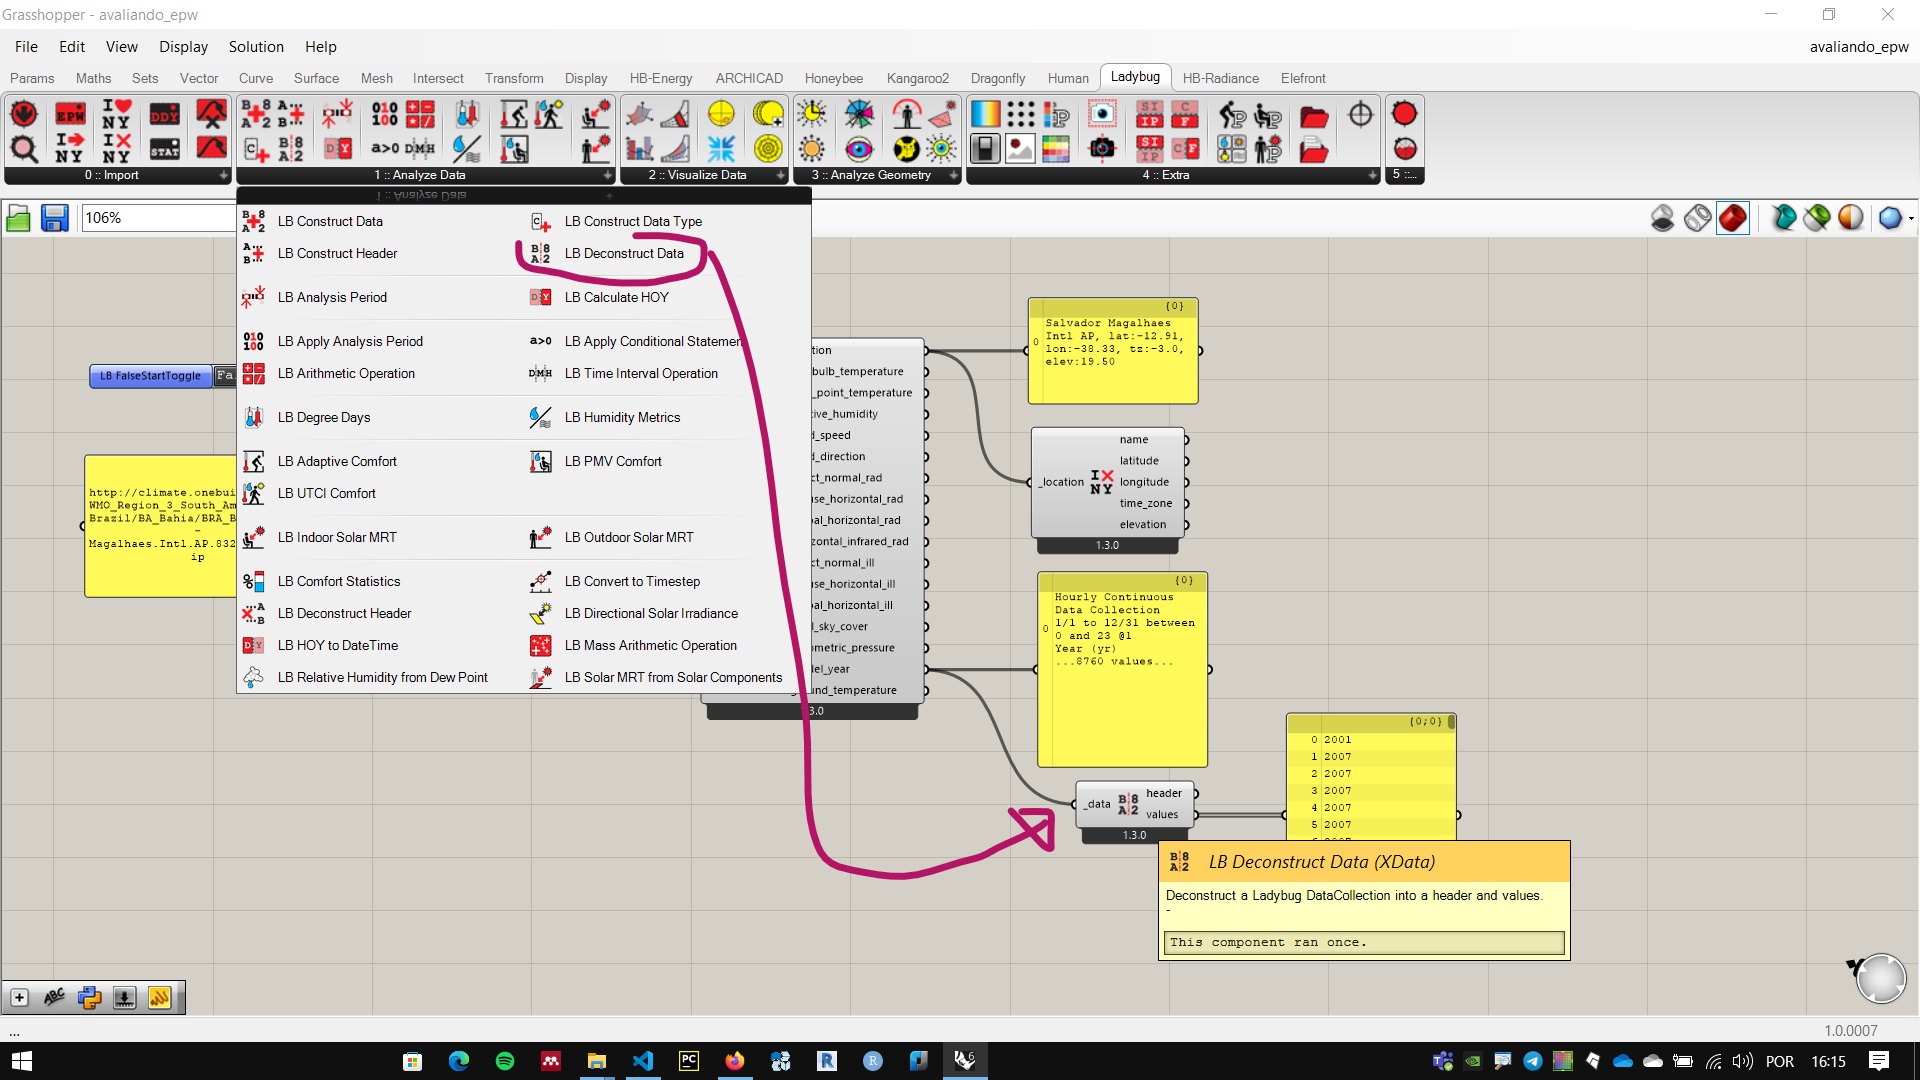 Grasshopper - avaliando_epw
File Edit View Display Solution Help
avaliando_epw
Params Maths Sets Vector Curve Surface Mesh Intersect Transform Display HB-Energy ARCHICAD Honeybee Kangaroo2 Dragonfly Human Ladybug HB-Radiance Elefront
0 :: Import
1 :: Analyze Data
2 :: Visualize Data
3 :: Analyze Geometry
4 :: Extra
5 ::...
106%
LB Construct Data
LB Construct Data Type
LB Construct Header
LB Deconstruct Data
LB Analysis Period
LB Calculate HOY
LB Apply Analysis Period
LB Apply Conditional Statemen
LB Arithmetic Operation
LB Time Interval Operation
LB Degree Days
LB Humidity Metrics
LB Adaptive Comfort
LB PMV Comfort
LB UTCI Comfort
LB Indoor Solar MRT
LB Outdoor Solar MRT
LB Comfort Statistics
LB Convert to Timestep
LB Deconstruct Header
LB Directional Solar Irradiance
LB HOY to DateTime
LB Mass Arithmetic Operation
LB Relative Humidity from Dew Point
LB Solar MRT from Solar Components
LB FalseStartToggle
Fa
http://climate.onebui
WMO_Region_3_South_Am
Brazil/BA_Bahia/BRA_B
-
Magalhaes.Intl.AP.832
ip
tion
bulb_temperature
_point_temperature
ive_humidity
d_speed
d_direction
ct_normal_rad
use_horizontal_rad
bal_horizontal_rad
zontal_infrared_rad
ct_normal_ill
use_horizontal_ill
bal_horizontal_ill
l_sky_cover
ometric_pressure
del_year
und_temperature
3.0
{0}
0
Salvador Magalhaes
Intl AP, lat:-12.91,
lon:-38.33, tz:-3.0,
elev:19.50
_location
name
latitude
longitude
time_zone
elevation
1.3.0
{0}
0
Hourly Continuous
Data Collection
1/1 to 12/31 between
0 and 23 @1
Year (yr)
...8760 values...
_data
header
values
1.3.0
{0;0}
0 2001
1 2007
2 2007
3 2007
4 2007
5 2007
LB Deconstruct Data (XData)
Deconstruct a Ladybug DataCollection into a header and values.
-
This component ran once.
...
1.0.0007
POR 16:15